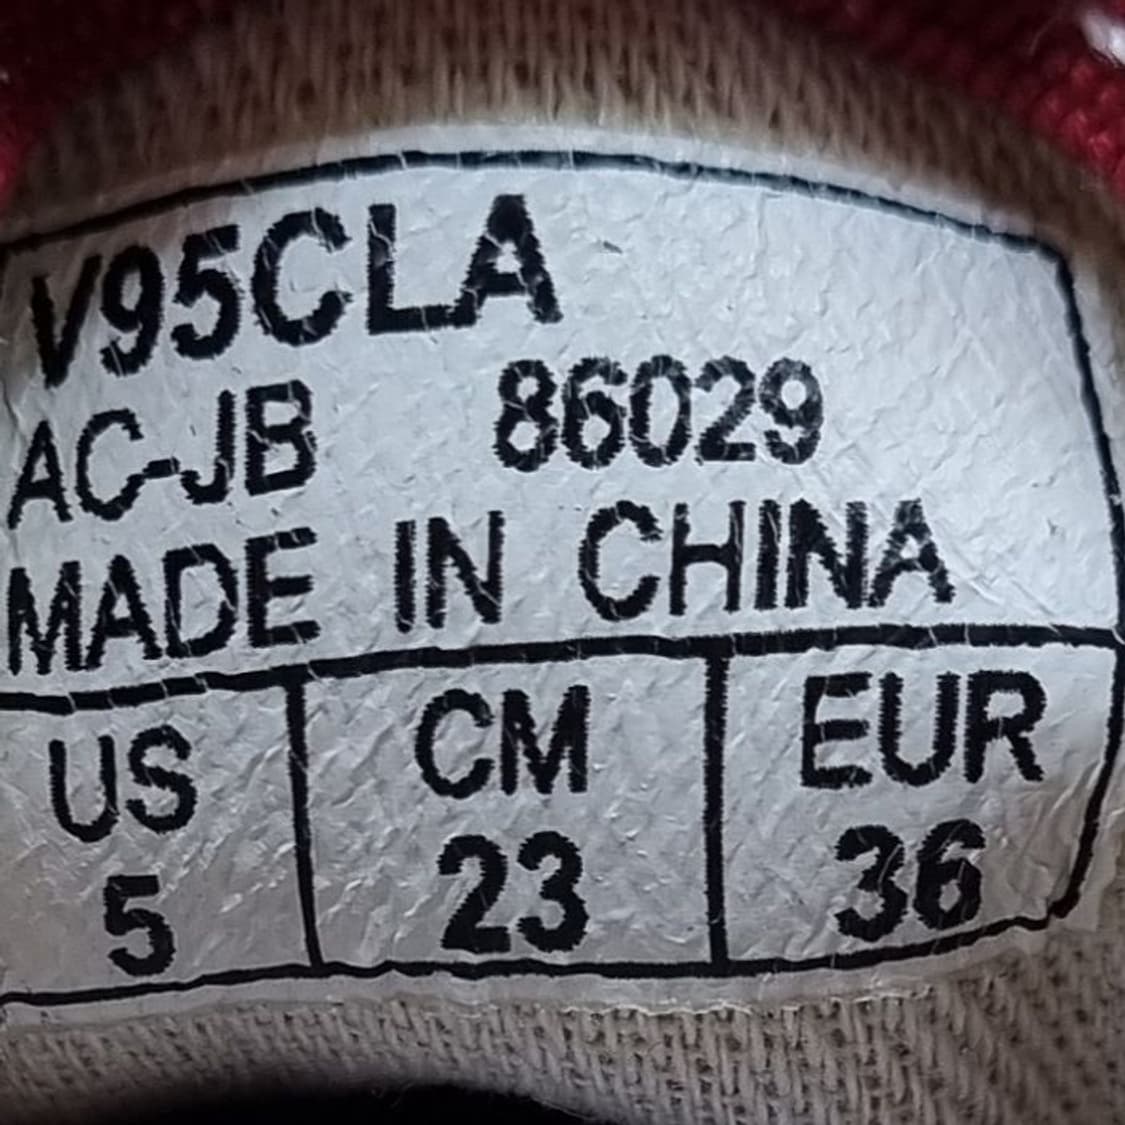 V95CLA
AC-JB 86029
MADE IN CHINA
US CM EUR
5 23 36